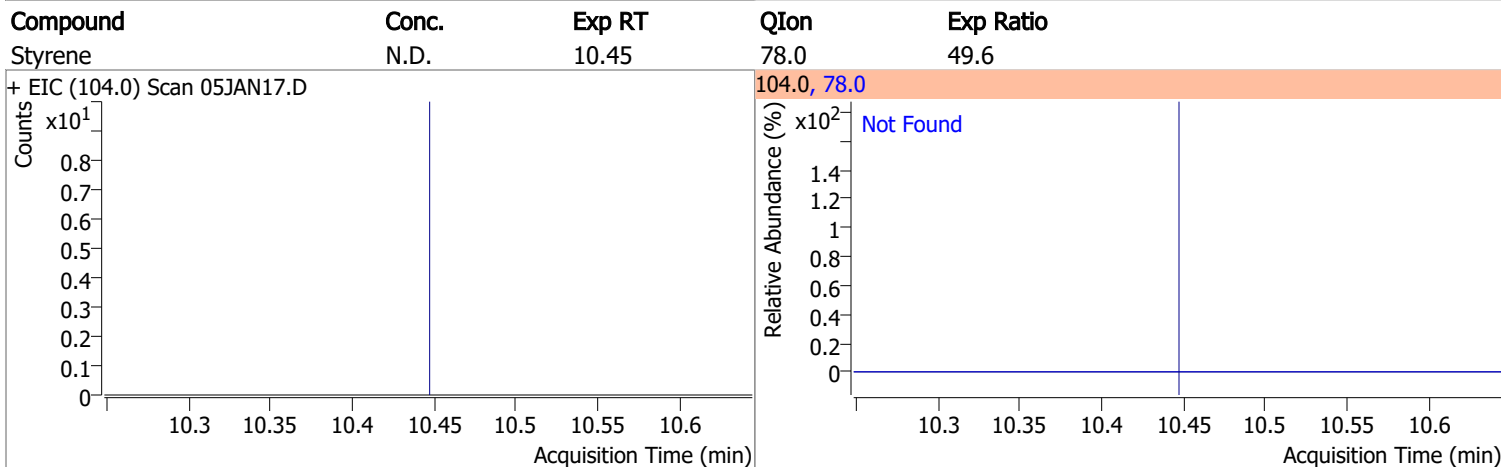 Compound Conc. Exp RT QIon Exp Ratio
Styrene N.D. 10.45 78.0 49.6
+ EIC (104.0) Scan 05JAN17.D
Counts
x10¹
0.8
0.7
0.6
0.5
0.4
0.3
0.2
0.1
0
10.3 10.35 10.4 10.45 10.5 10.55 10.6
Acquisition Time (min)
104.0, 78.0
Relative Abundance (%)
x10²
Not Found
1.4
1.2
1
0.8
0.6
0.4
0.2
0
10.3 10.35 10.4 10.45 10.5 10.55 10.6
Acquisition Time (min)